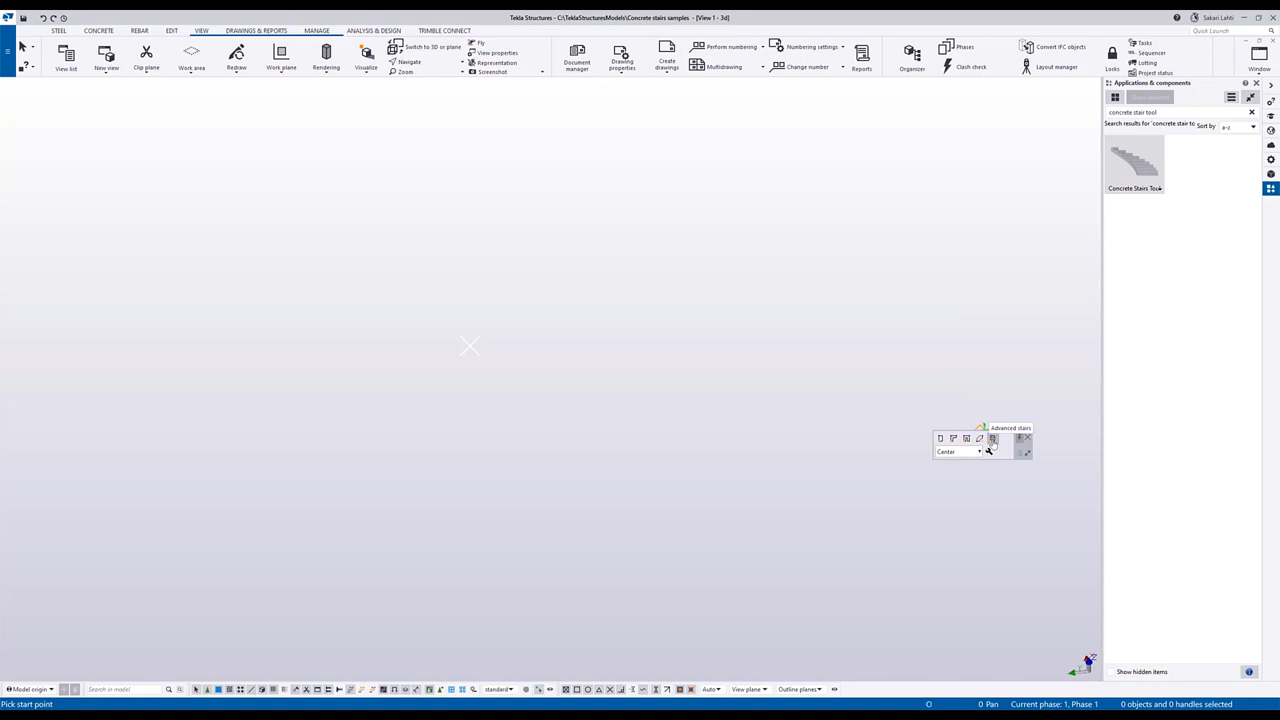 Tekla Structures - C:\TeklaStructuresModels\Concrete stairs samples - [View 1 - 3d]
Sakari Lahti
STEEL CONCRETE REBAR EDIT VIEW DRAWINGS & REPORTS MANAGE ANALYSIS & DESIGN TRIMBLE CONNECT
Quick Launch
View list
New view
Clip plane
Work area
Redraw
Work plane
Rendering
Visualize
Switch to 3D or plane
Navigate
Zoom
Fly
View properties
Representation
Screenshot
Document manager
Drawing properties
Create drawings
Perform numbering
Multidrawing
Numbering settings
Change number
Reports
Organizer
Phases
Clash check
Convert IFC objects
Layout manager
Locks
Tasks
Sequencer
Lotting
Project status
Window
Applications & components
concrete stair tool
Search results for 'concrete stair to
Sort by
a-z
Concrete Stairs Tool
Advanced stairs
Center
Show hidden items
Model origin
Search in model
standard
Auto
View plane
Outline planes
Pick start point
O
0 Pan
Current phase: 1, Phase 1
0 objects and 0 handles selected